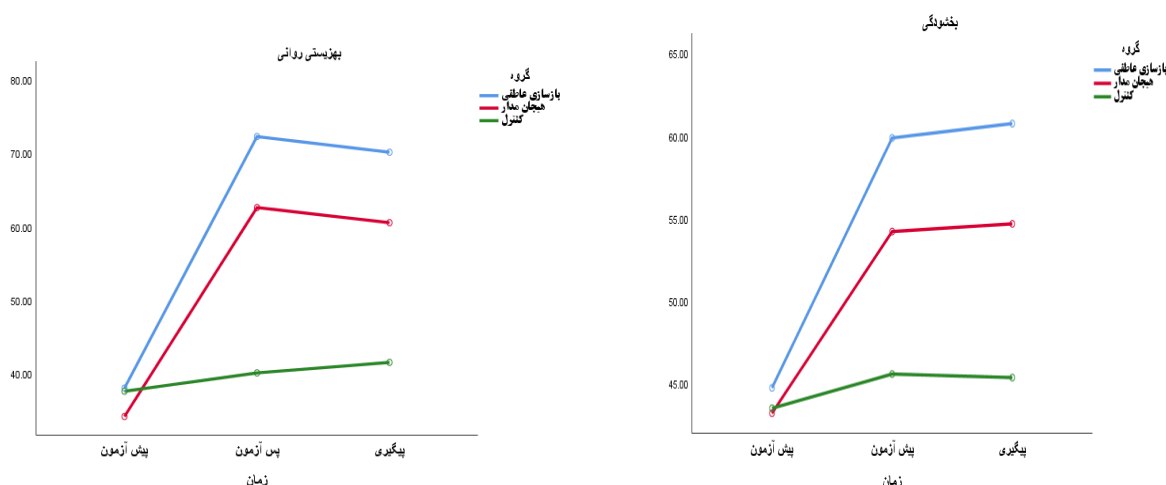 بهزیستی روانی
گروه
بازسازی عاطفی
هیجان مدار
کنترل
80.00
70.00
60.00
50.00
40.00
پیش آزمون
پس آزمون
پیگیری
زمان
بخشودگی
گروه
بازسازی عاطفی
هیجان مدار
کنترل
65.00
60.00
55.00
50.00
45.00
پیش آزمون
پیش آزمون
پیگیری
زمان